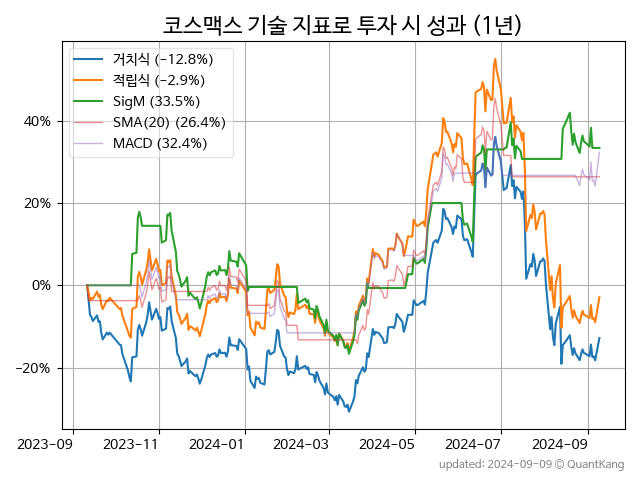 코스맥스 기술 지표로 투자 시 성과 (1년)
거치식 (−12.8%)
적립식 (−2.9%)
SigM (33.5%)
SMA(20) (26.4%)
MACD (32.4%)
40%
20%
0%
−20%
2023-09 2023-11 2024-01 2024-03 2024-05 2024-07 2024-09
updated: 2024-09-09 © QuantKang